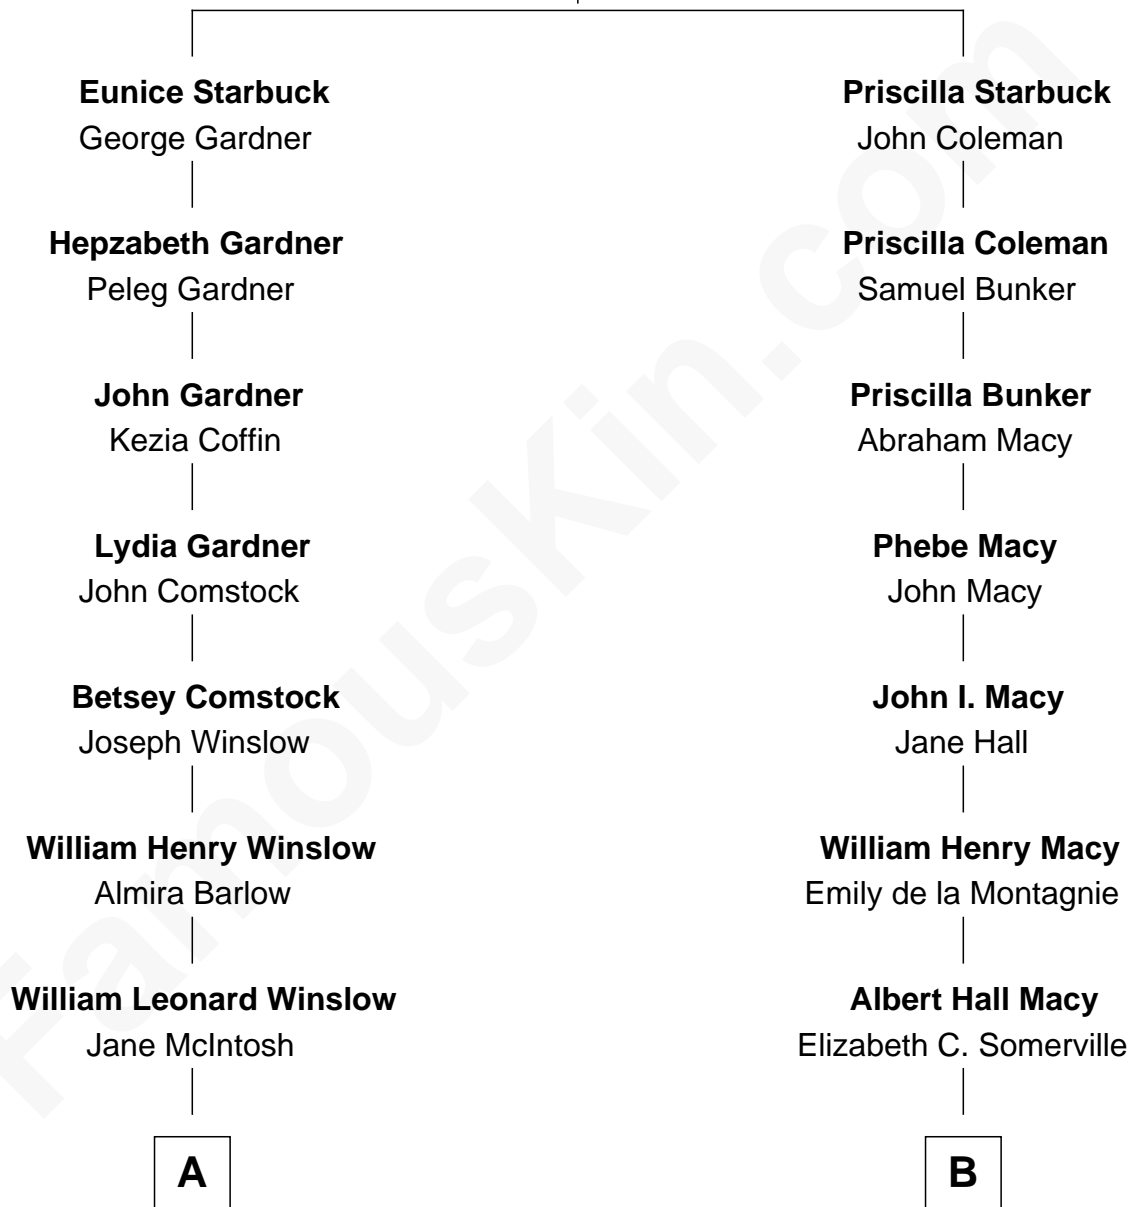 Eunice Starbuck
George Gardner
Hepzabeth Gardner
Peleg Gardner
John Gardner
Kezia Coffin
Lydia Gardner
John Comstock
Betsey Comstock
Joseph Winslow
William Henry Winslow
Almira Barlow
William Leonard Winslow
Jane McIntosh
A
Priscilla Starbuck
John Coleman
Priscilla Coleman
Samuel Bunker
Priscilla Bunker
Abraham Macy
Phebe Macy
John Macy
John I. Macy
Jane Hall
William Henry Macy
Emily de la Montagnie
Albert Hall Macy
Elizabeth C. Somerville
B
FamousKin.com